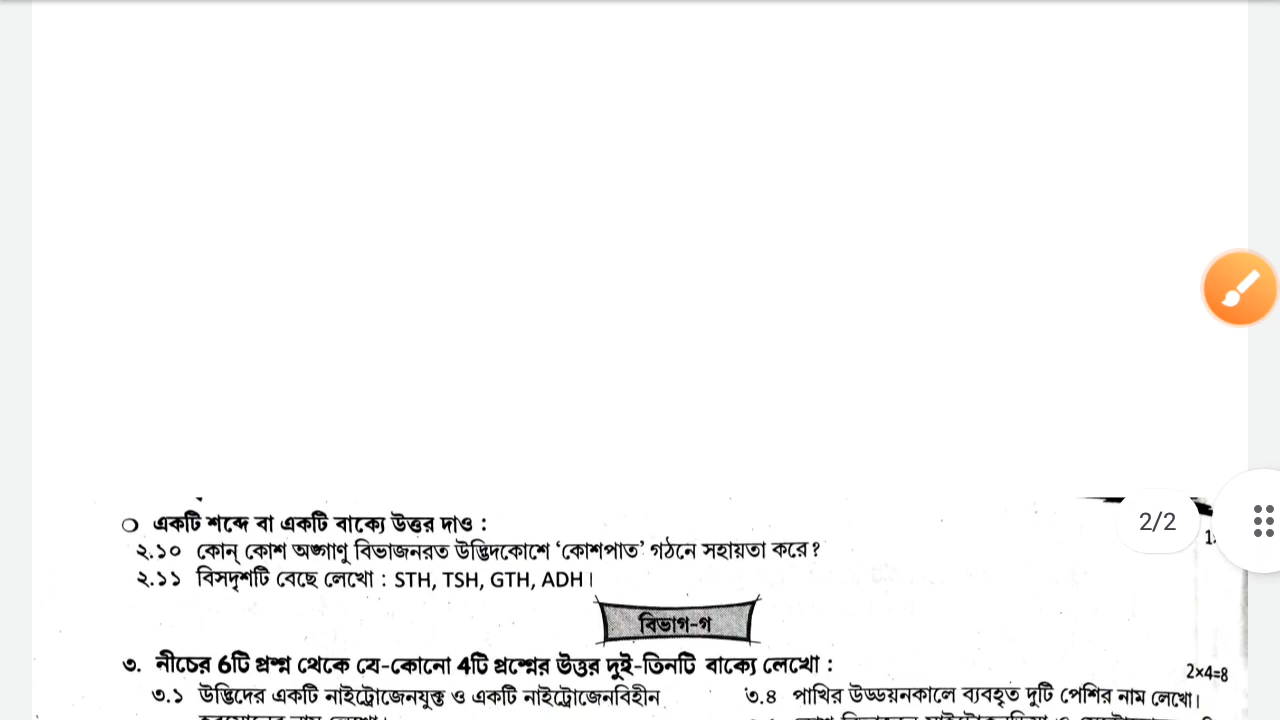 একটি শব্দে বা একটি বাক্যে উত্তর দাও :
২.১০ কোন্ কোশ অঙ্গাণু বিভাজনরত উদ্ভিদকোশে ‘কোশপাত’ গঠনে সহায়তা করে?
২.১১ বিসদৃশটি বেছে লেখো : STH, TSH, GTH, ADH।
2/2
বিভাগ-গ
৩. নীচের 6টি প্রশ্ন থেকে যে-কোনো 4টি প্রশ্নের উত্তর দুই-তিনটি বাক্যে লেখো :
2×4=8
৩.১ উদ্ভিদের একটি নাইট্রোজেনযুক্ত ও একটি নাইট্রোজেনবিহীন
৩.৪ পাখির উড্ডয়নকালে ব্যবহৃত দুটি পেশির নাম লেখো।